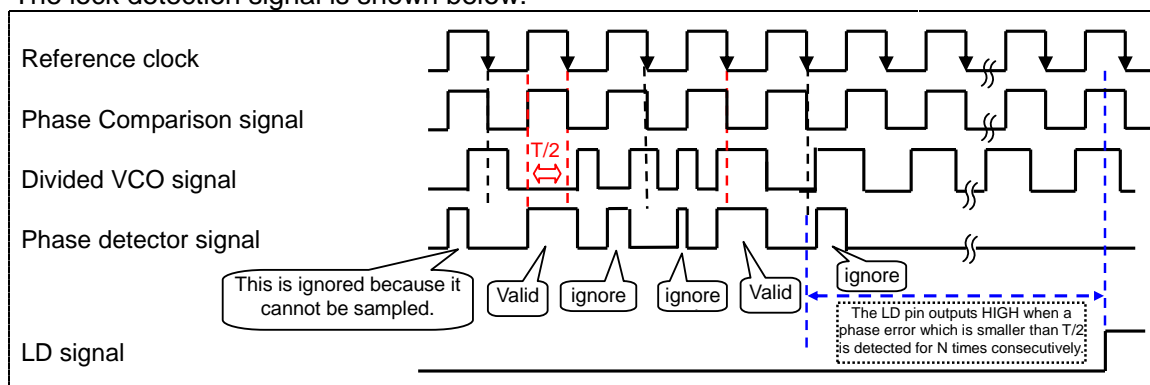 The lock detection signal is shown below.
Reference clock
Phase Comparison signal
T/2
Divided VCO signal
Phase detector signal
This is ignored because it
cannot be sampled.
Valid
ignore
ignore
Valid
ignore
The LD pin outputs HIGH when a
phase error which is smaller than T/2
is detected for N times consecutively.
LD signal